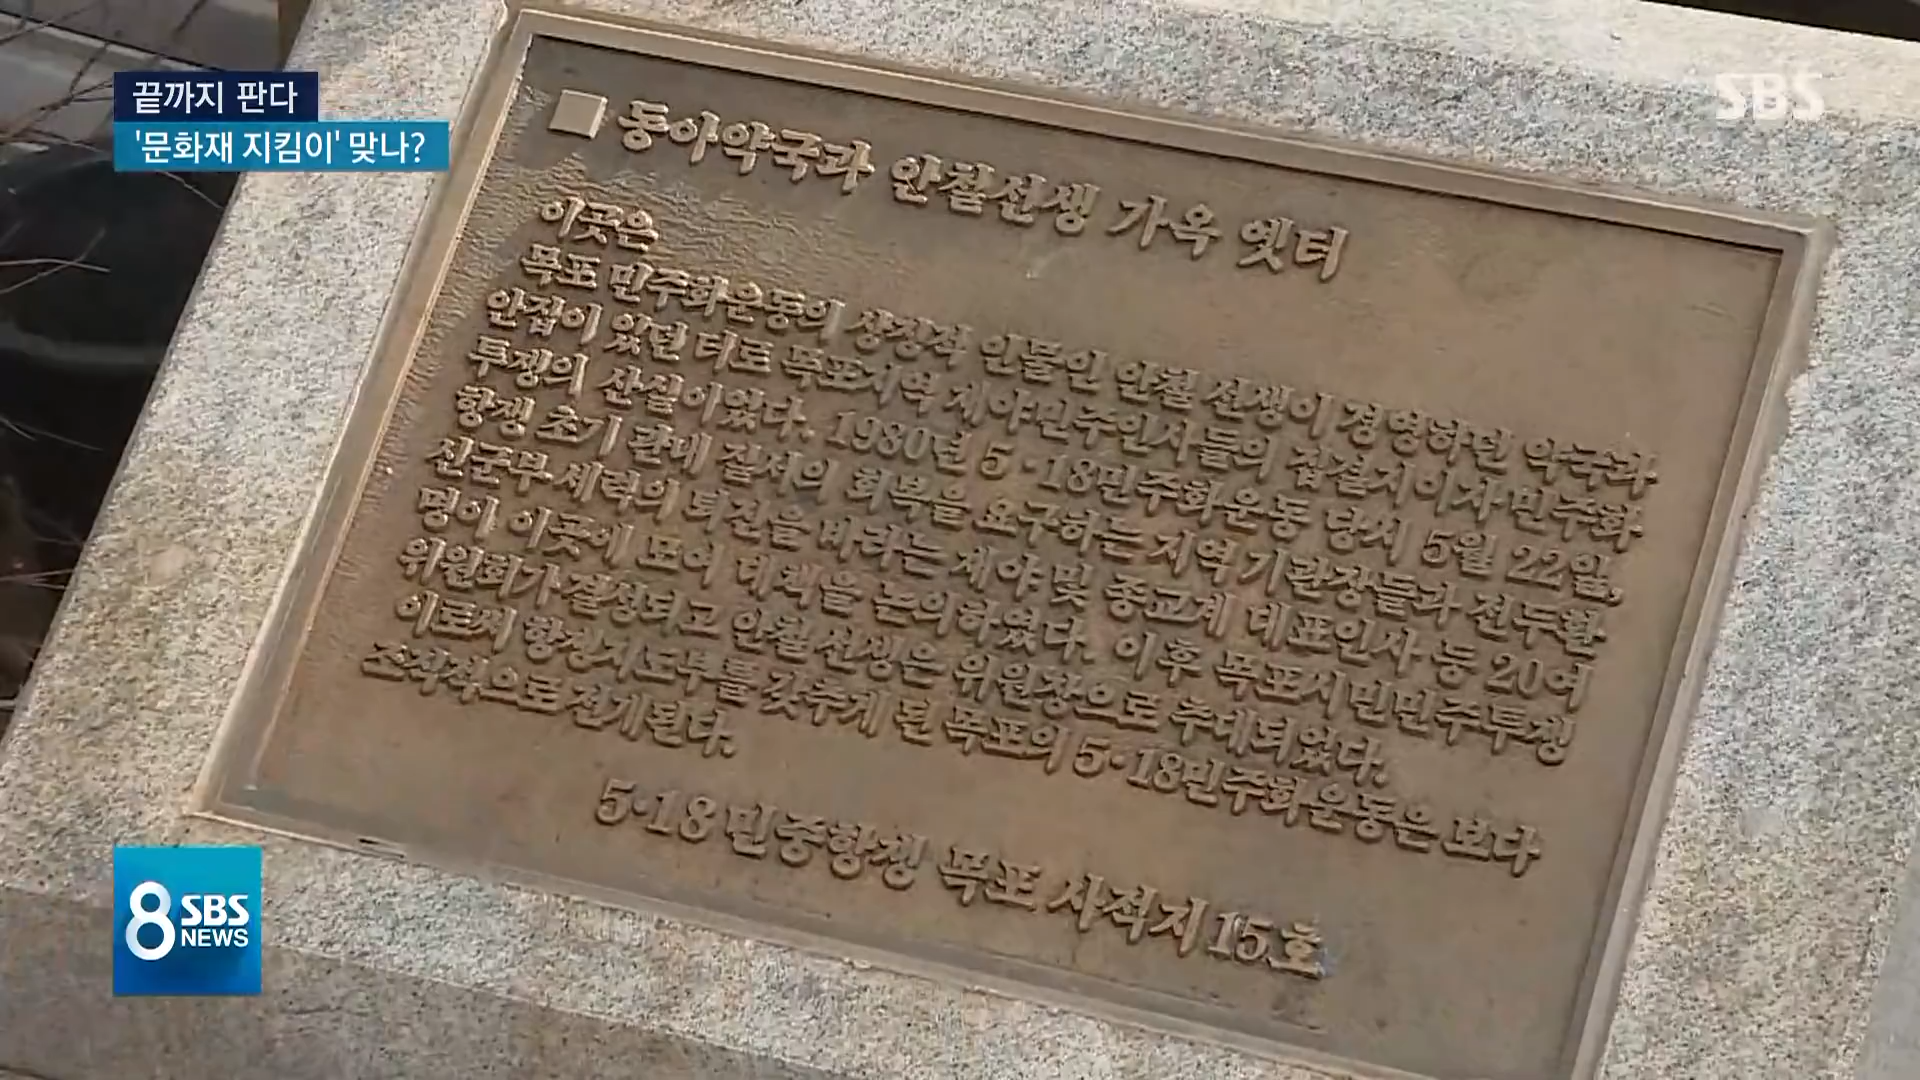 끝까지 판다
'문화재 지킴이' 맞나?
SBS
■ 동아약국과 안철선생 가옥 옛터
이곳은
목포 민주화운동의 상징적 인물인 안철 선생이 경영하던 약국과
안집이 있던 터로 목포지역 재야민주인사들의 집결지이자 민주화
투쟁의 산실이었다. 1980년 5·18민주화운동 당시 5월 22일,
항쟁 초기 관내 질서의 회복을 요구하는 지역 기관장들과 전두환
신군부 세력의 퇴진을 바라는 재야 및 종교계 대표인사 등 20여
명이 이곳에 모여 대책을 논의하였다. 이후 목포시민민주투쟁
위원회가 결성되고 안철 선생은 위원장으로 추대되었다.
이로써 항쟁지도부를 갖추게 된 목포의 5·18민주화운동은 보다
조직적으로 전개된다.
5·18 민중항쟁 목포 사적지 15호
8 SBS
NEWS